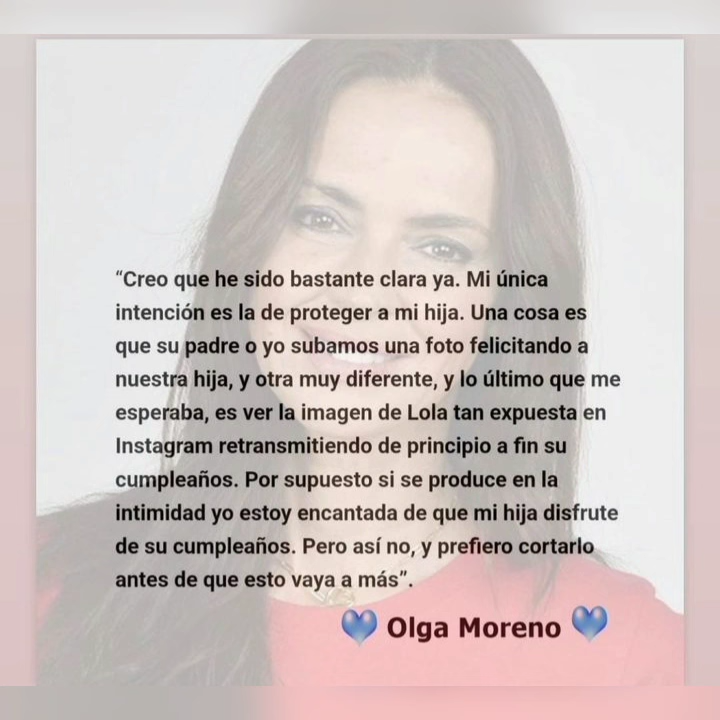 “Creo que he sido bastante clara ya. Mi única
intención es la de proteger a mi hija. Una cosa es
que su padre o yo subamos una foto felicitando a
nuestra hija, y otra muy diferente, y lo último que me
esperaba, es ver la imagen de Lola tan expuesta en
Instagram retransmitiendo de principio a fin su
cumpleaños. Por supuesto si se produce en la
intimidad yo estoy encantada de que mi hija disfrute
de su cumpleaños. Pero así no, y prefiero cortarlo
antes de que esto vaya a más”.
💙 Olga Moreno 💙